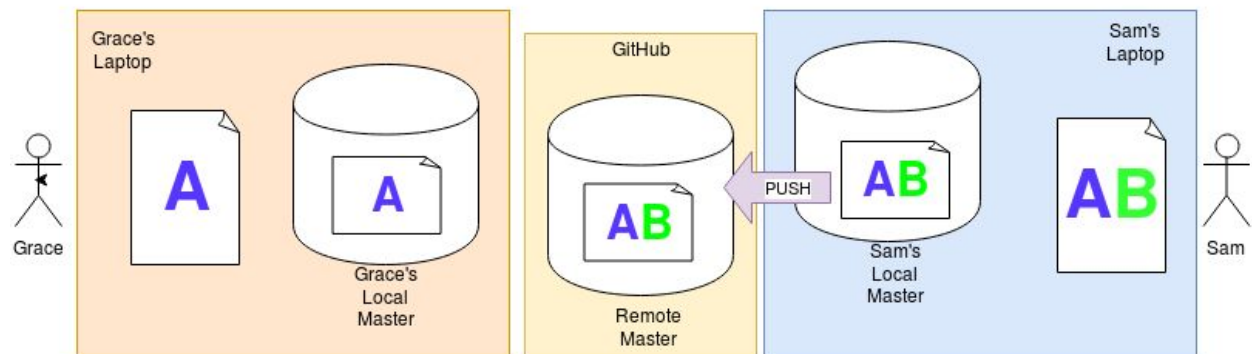 Grace's
Laptop
A
A
Grace's
Local
Master
Grace
GitHub
AB
Remote
Master
PUSH
Sam's
Laptop
AB
Sam's
Local
Master
AB
Sam